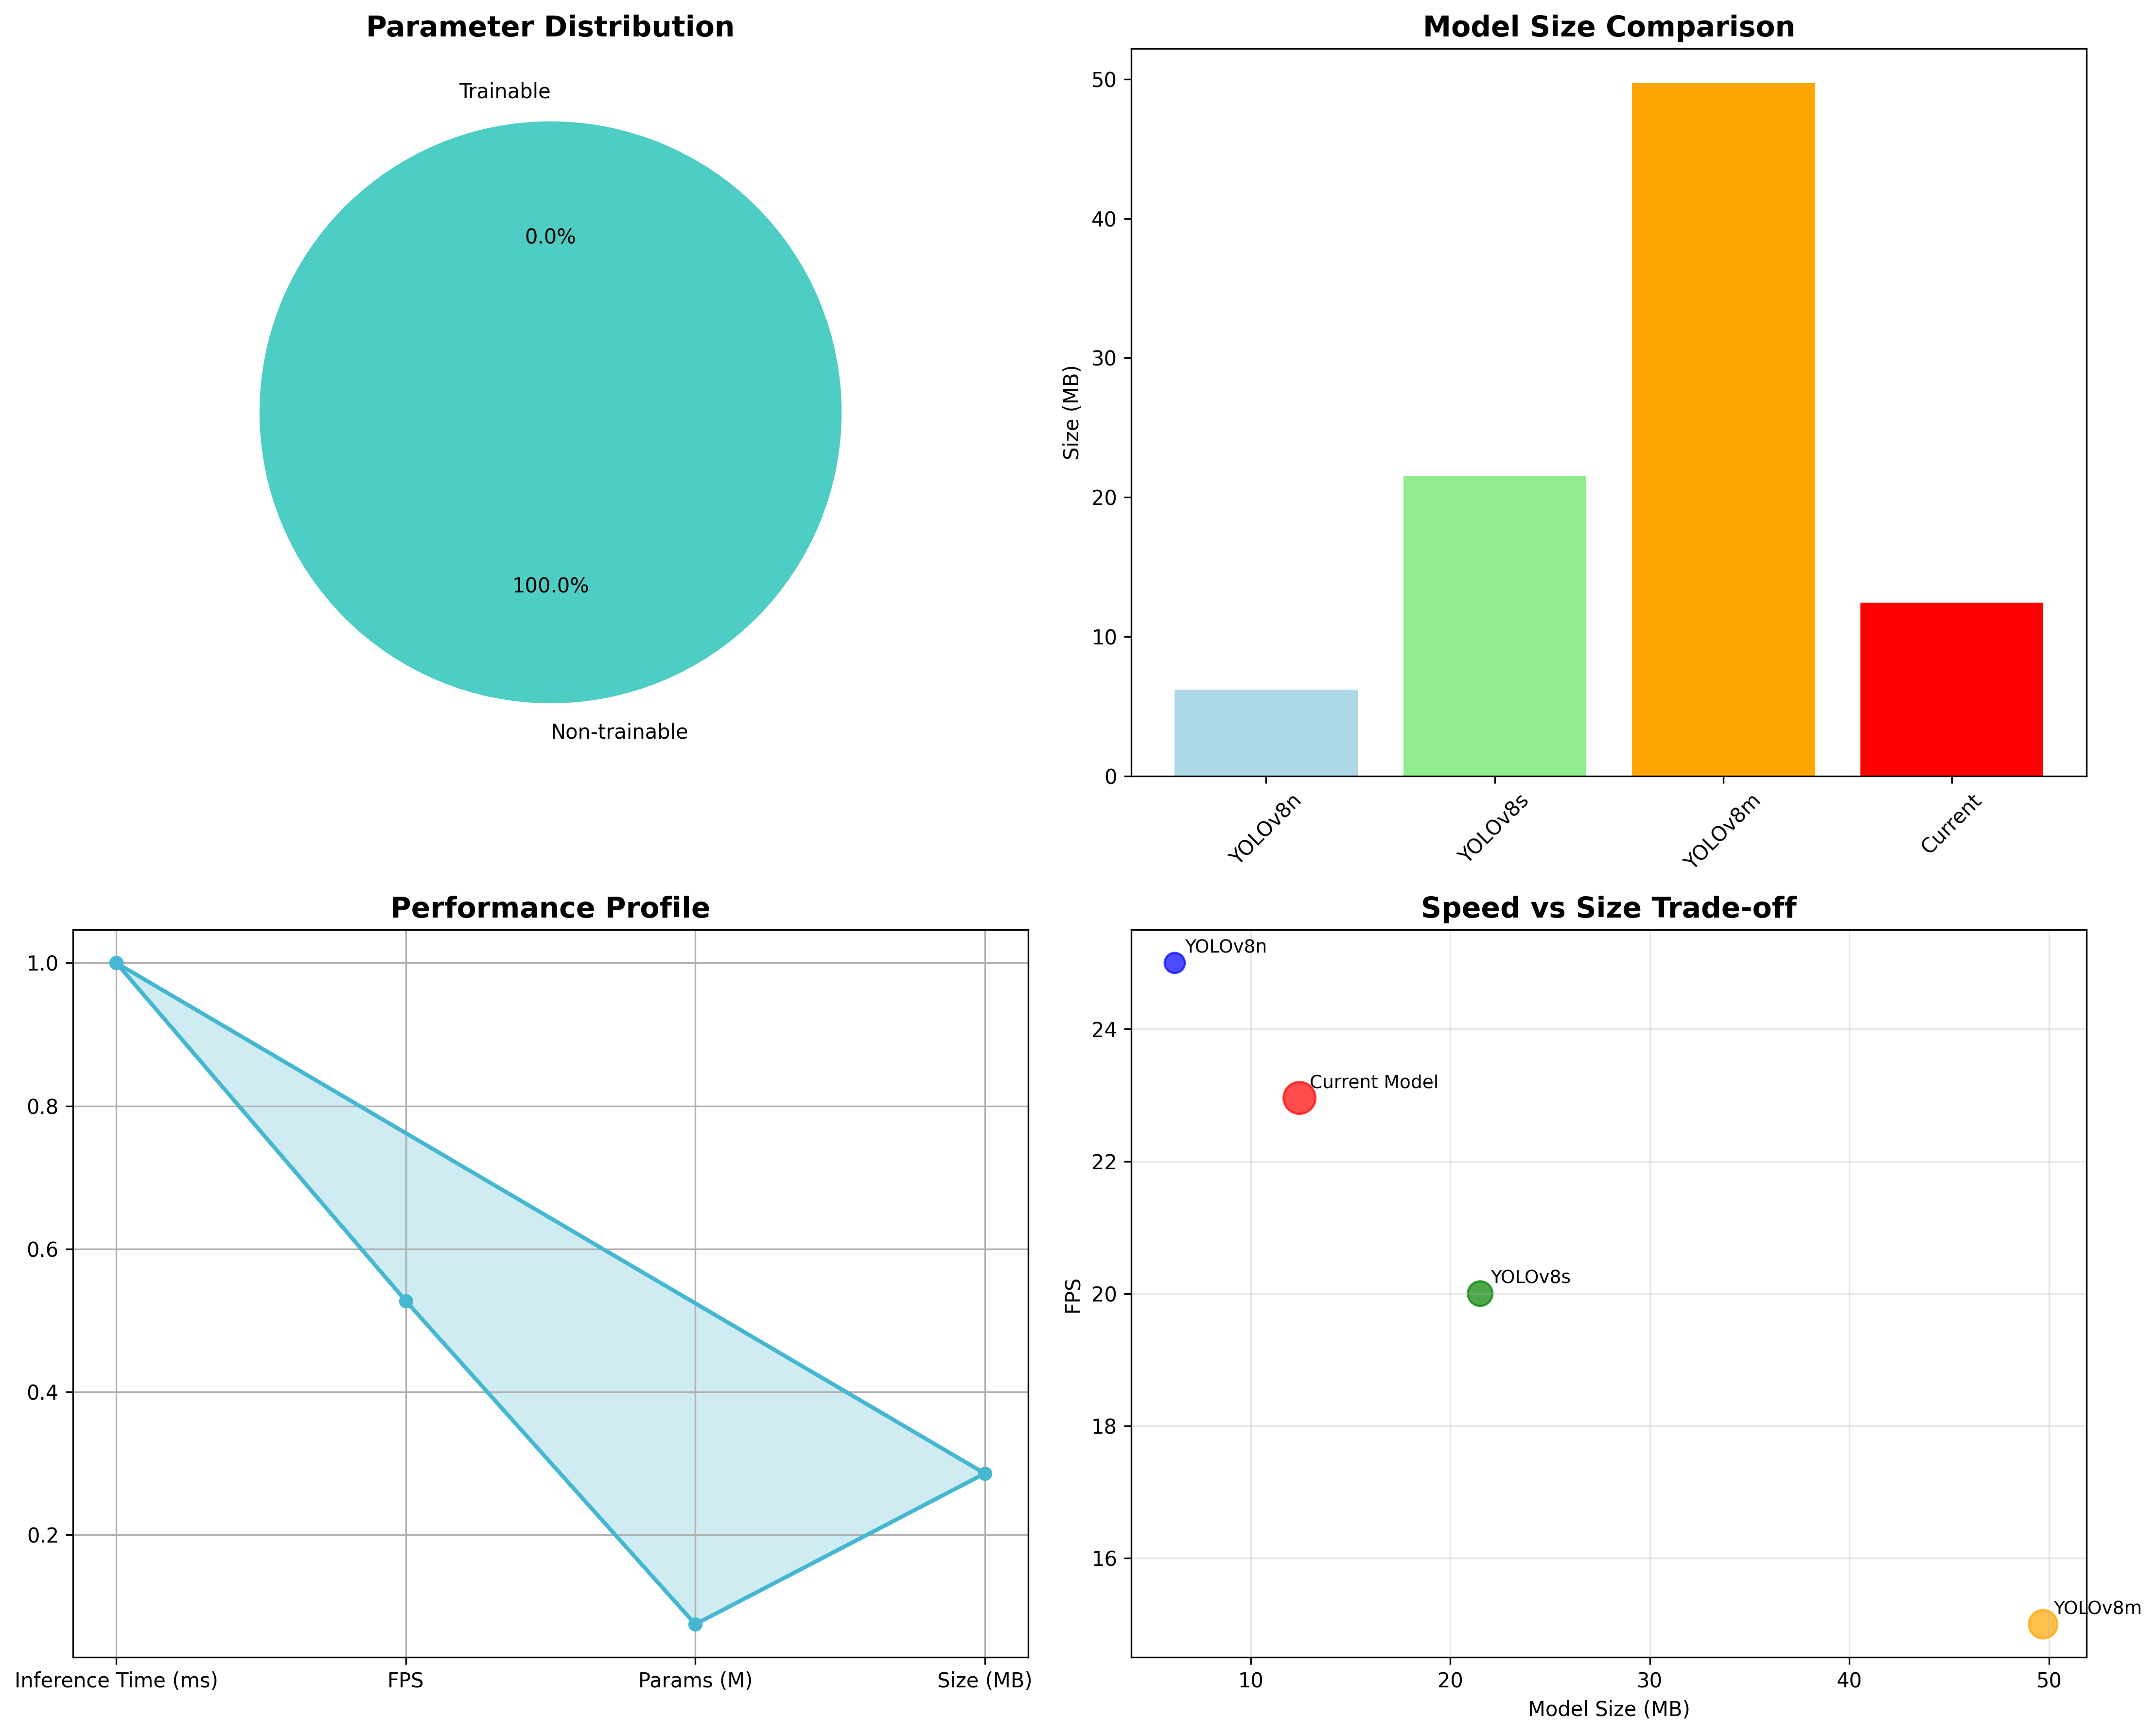 Parameter Distribution
Trainable
0.0%
100.0%
Non-trainable
Model Size Comparison
Size (MB)
50
40
30
20
10
0
YOLOv8n
YOLOv8s
YOLOv8m
Current
Performance Profile
1.0
0.8
0.6
0.4
0.2
Inference Time (ms)
FPS
Params (M)
Size (MB)
Speed vs Size Trade-off
FPS
24
22
20
18
16
YOLOv8n
Current Model
YOLOv8s
YOLOv8m
10
20
30
40
50
Model Size (MB)